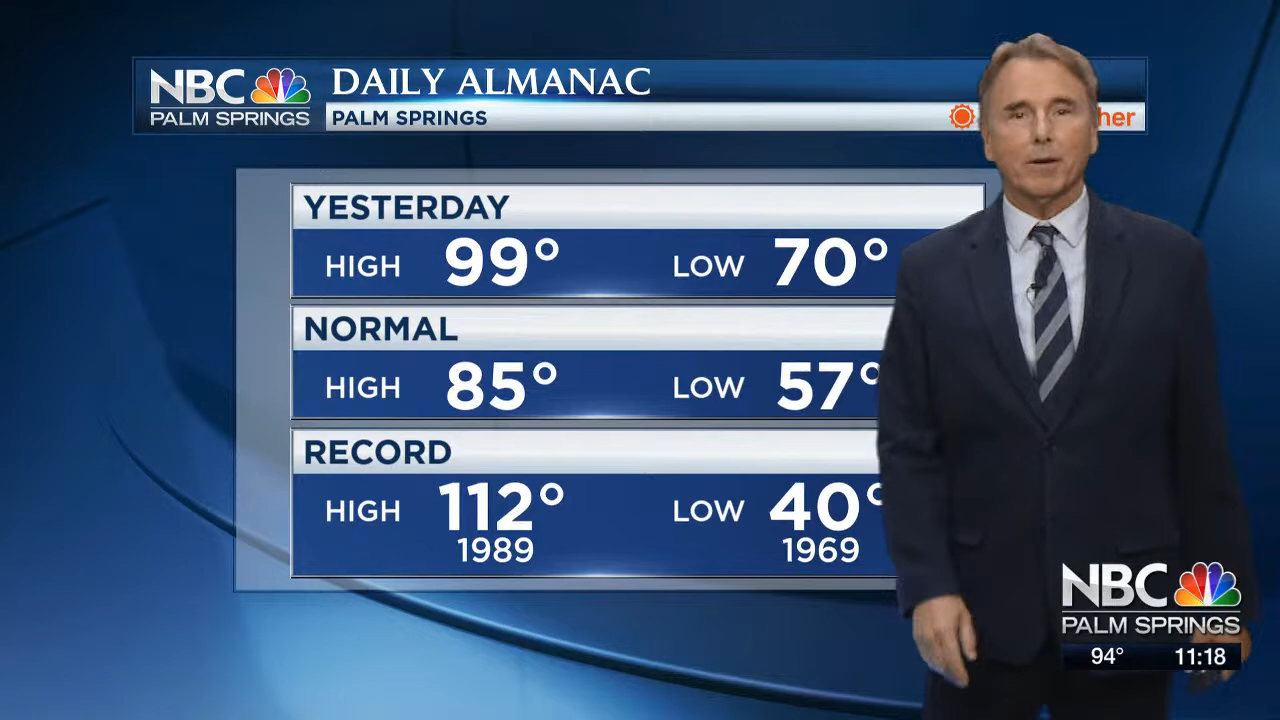 NBC
PALM SPRINGS
DAILY ALMANAC
PALM SPRINGS
YESTERDAY
HIGH 99° LOW 70°
NORMAL
HIGH 85° LOW 57°
RECORD
HIGH 112° LOW 40°
1989 1969
NBC
PALM SPRINGS
94° 11:18